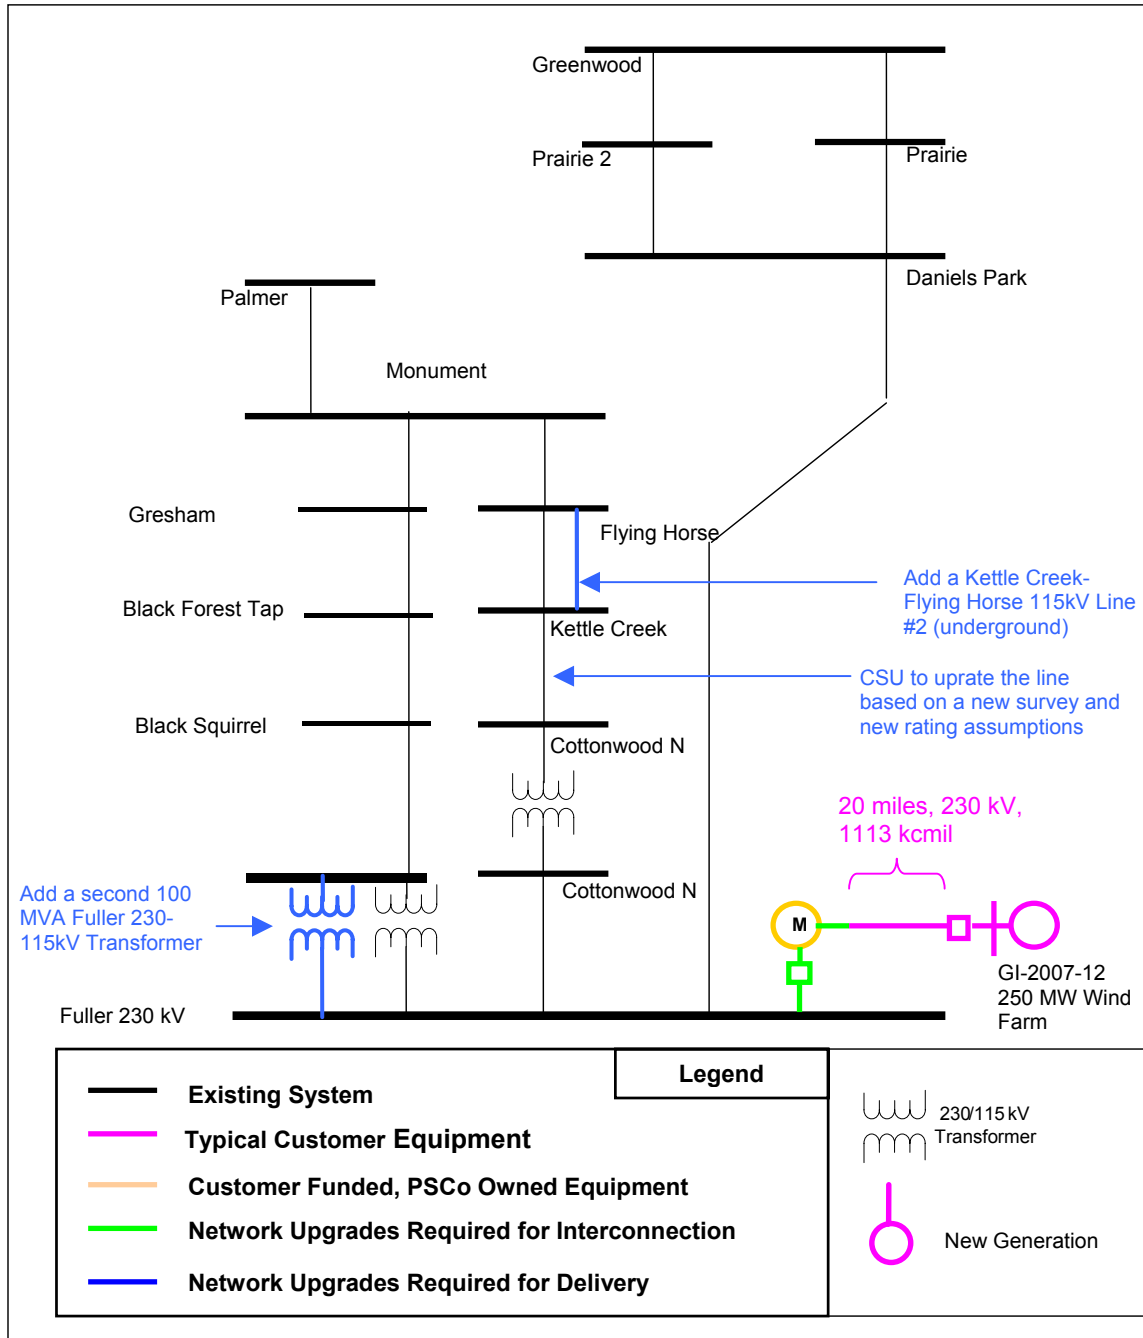 Greenwood
Prairie 2
Prairie
Daniels Park
Palmer
Monument
Gresham
Flying Horse
Add a Kettle Creek-
Flying Horse 115kV Line
#2 (underground)
Black Forest Tap
Kettle Creek
CSU to uprate the line
based on a new survey and
new rating assumptions
Black Squirrel
Cottonwood N
20 miles, 230 kV,
1113 kcmil
Cottonwood N
Add a second 100
MVA Fuller 230-
115kV Transformer
M
GI-2007-12
250 MW Wind
Farm
Fuller 230 kV
Legend
Existing System
Typical Customer Equipment
Customer Funded, PSCo Owned Equipment
Network Upgrades Required for Interconnection
Network Upgrades Required for Delivery
230/115 kV
Transformer
New Generation